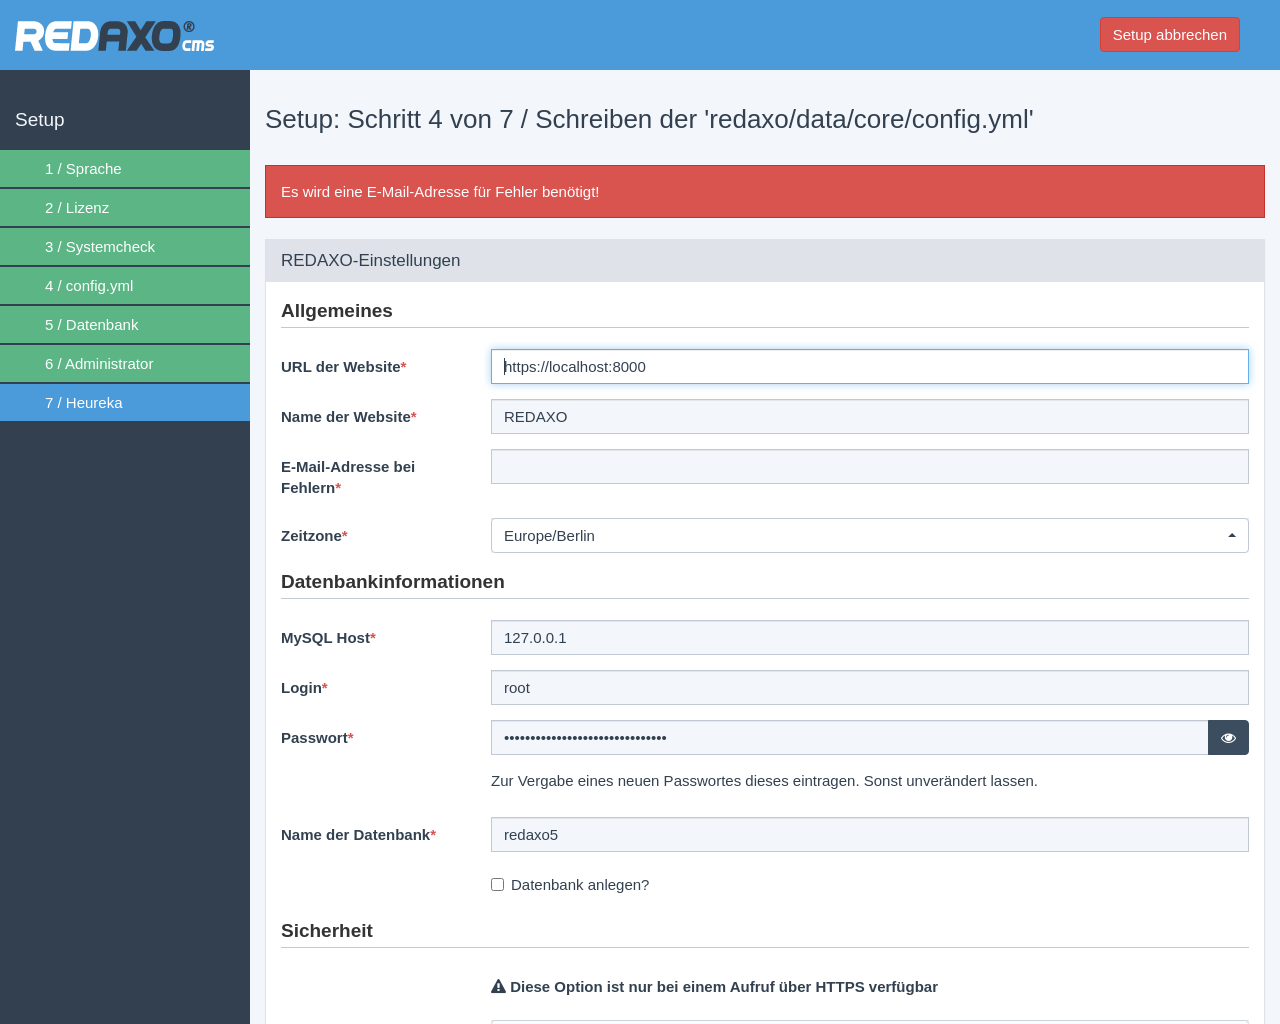 REDAXO® cms
Setup abbrechen
Setup
1 / Sprache
2 / Lizenz
3 / Systemcheck
4 / config.yml
5 / Datenbank
6 / Administrator
7 / Heureka
Setup: Schritt 4 von 7 / Schreiben der 'redaxo/data/core/config.yml'
Es wird eine E-Mail-Adresse für Fehler benötigt!
REDAXO-Einstellungen
Allgemeines
URL der Website* https://localhost:8000
Name der Website* REDAXO
E-Mail-Adresse bei
Fehlern*
Zeitzone* Europe/Berlin
Datenbankinformationen
MySQL Host* 127.0.0.1
Login* root
Passwort* •••••••••••••••••••••••••••••••
Zur Vergabe eines neuen Passwortes dieses eintragen. Sonst unverändert lassen.
Name der Datenbank* redaxo5
Datenbank anlegen?
Sicherheit
Diese Option ist nur bei einem Aufruf über HTTPS verfügbar